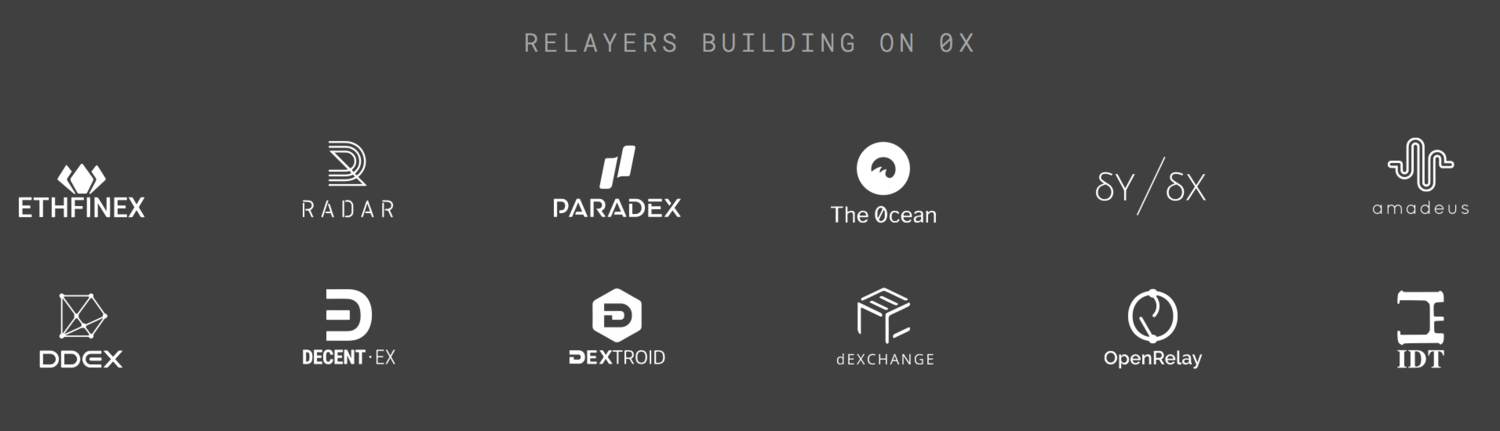 RELAYERS BUILDING ON 0X
ETHFINEX
RADAR
PARADEX
The 0cean
δY/δX
amadeus
DDEX
DECENT·EX
DEXTROID
dEXCHANGE
OpenRelay
IDT